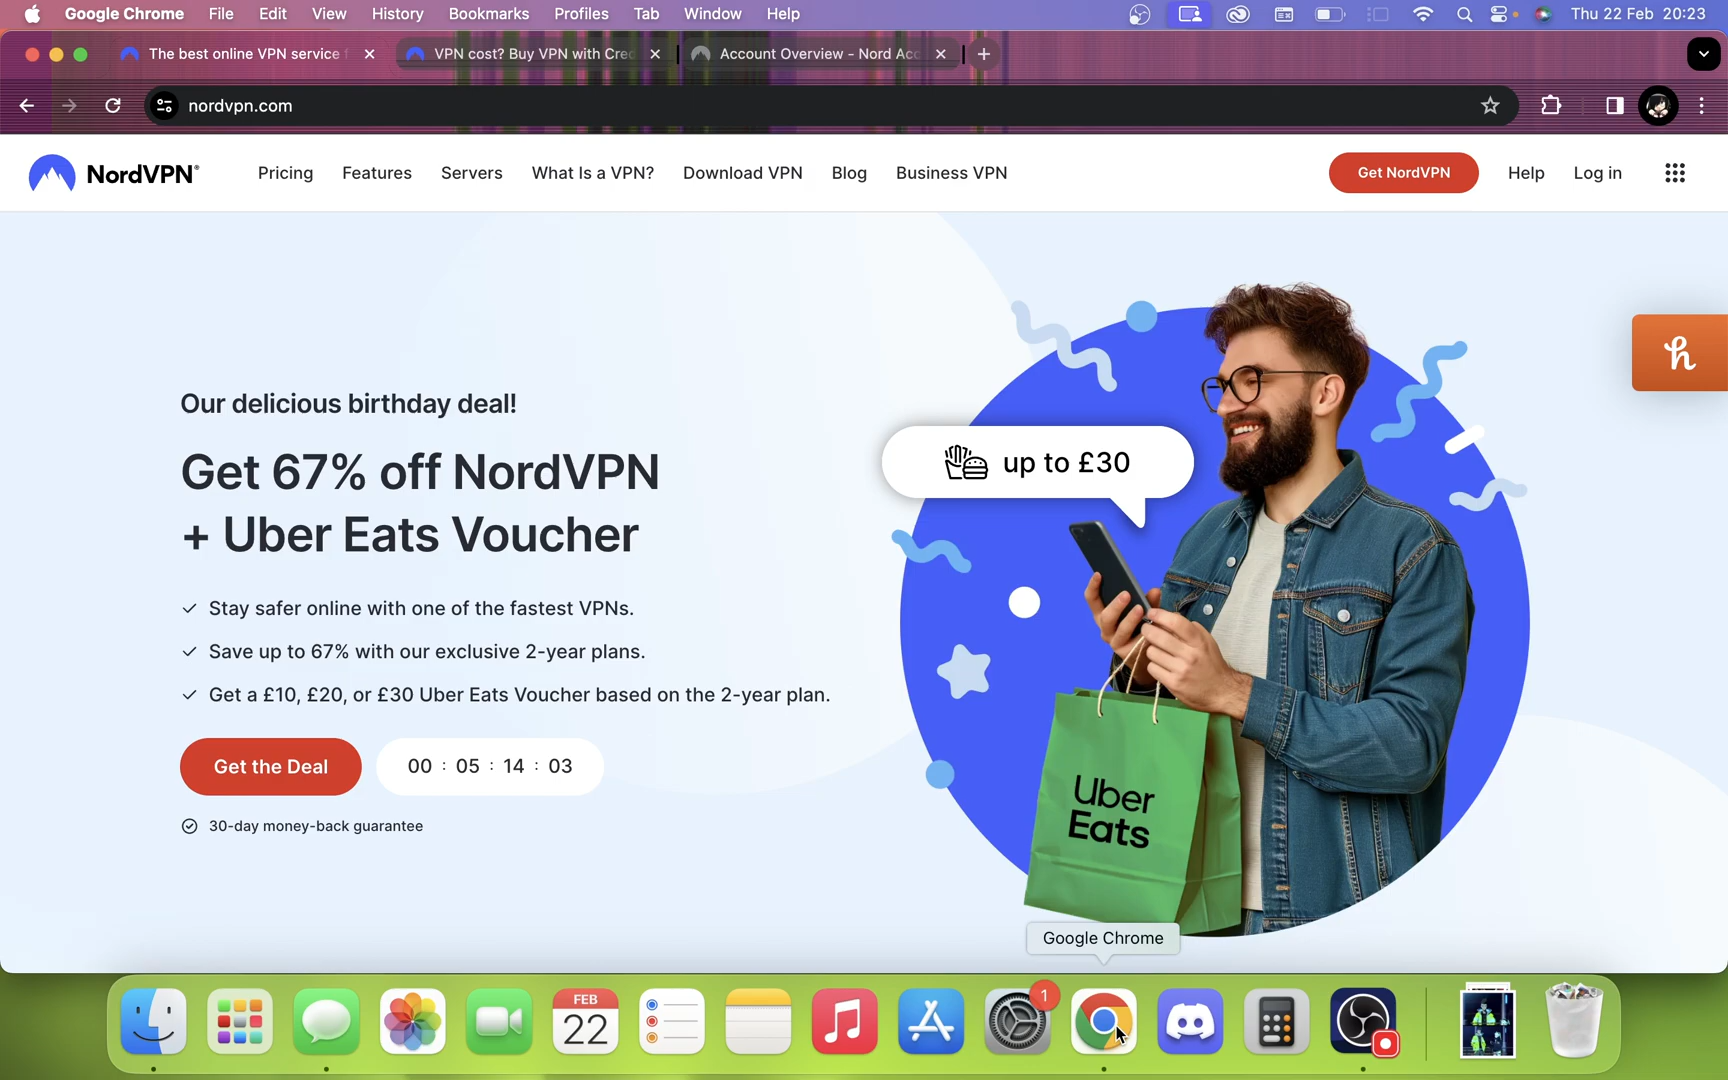 Google Chrome File Edit View History Bookmarks Profiles Tab Window Help Thu 22 Feb 20:23
The best online VPN service VPN cost? Buy VPN with Cre Account Overview - Nord Acc
nordvpn.com
NordVPN® Pricing Features Servers What Is a VPN? Download VPN Blog Business VPN Get NordVPN Help Log in
Our delicious birthday deal!
Get 67% off NordVPN
+ Uber Eats Voucher
up to £30
✓ Stay safer online with one of the fastest VPNs.
✓ Save up to 67% with our exclusive 2-year plans.
✓ Get a £10, £20, or £30 Uber Eats Voucher based on the 2-year plan.
Get the Deal 00 : 05 : 14 : 03
30-day money-back guarantee
Uber
Eats
Google Chrome
FEB
22
1